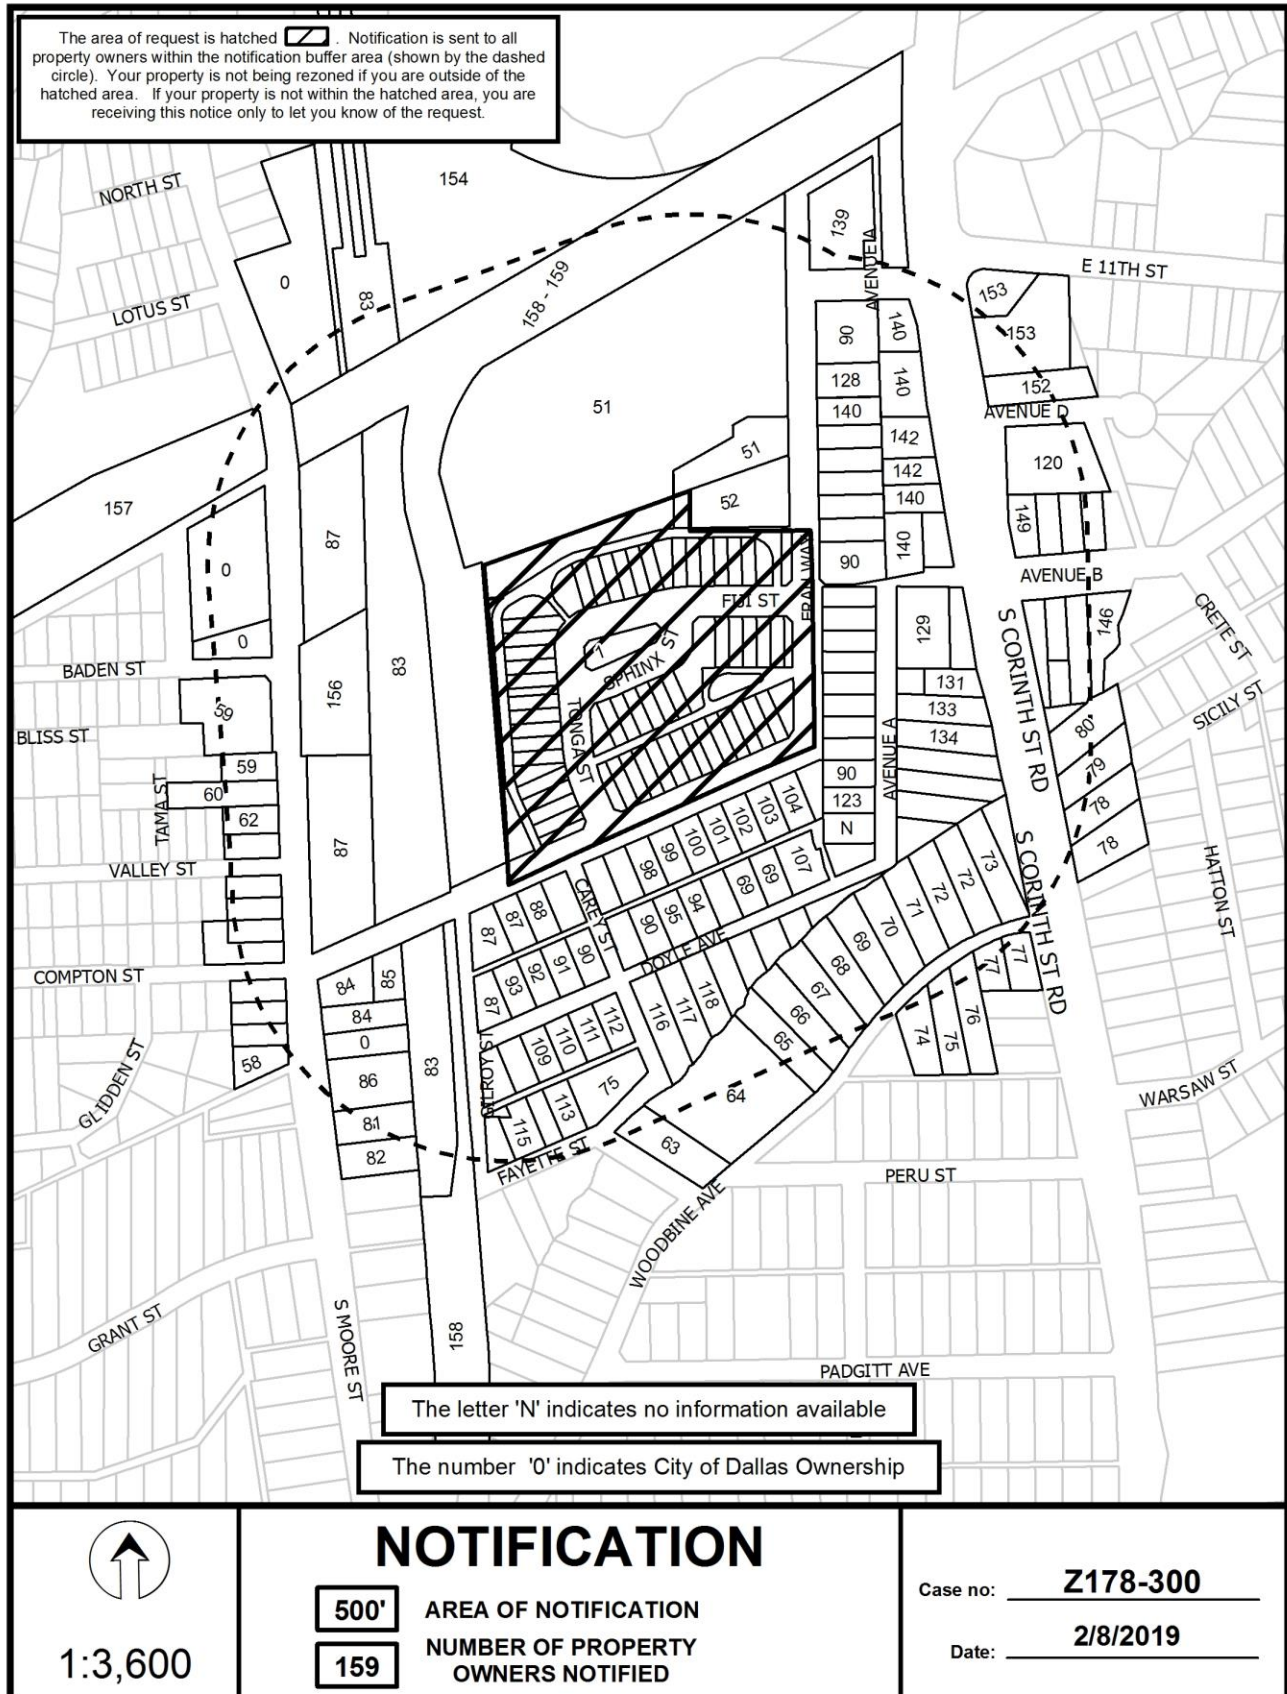 The area of request is hatched . Notification is sent to all
property owners within the notification buffer area (shown by the dashed
circle). Your property is not being rezoned if you are outside of the
hatched area. If your property is not within the hatched area, you are
receiving this notice only to let you know of the request.
NORTH ST
154
139
AVENUE A
E 11TH ST
0
83
158 - 159
LOTUS ST
153
90
140
153
128
140
152
51
140
AVENUE D
142
51
142
120
157
52
140
149
87
140
0
90
AVENUE B
FIJI ST
S CORINTH ST RD
146
CRETE ST
129
0
1
SPHINX ST
BADEN ST
83
131
156
133
SICILY ST
59
TONGA ST
BLISS ST
134
80
AVENUE A
59
90
79
TAMA ST
60
123
104
103
78
62
102
N
101
87
100
78
99
73
VALLEY ST
98
107
72
S CORINTH ST RD
HATTON ST
69
69
72
CAREY ST
94
88
95
71
87
90
70
87
DOYLE AVE
69
90
91
77
77
COMPTON ST
92
68
84
85
93
118
67
87
117
76
84
112
116
66
111
75
0
110
65
74
109
58
GILROY ST
83
75
86
64
GLIDDEN ST
WARSAW ST
113
81
115
63
82
FAYETTE ST
PERU ST
WOODBINE AVE
GRANT ST
S MOORE ST
158
PADGITT AVE
The letter 'N' indicates no information available
The number '0' indicates City of Dallas Ownership
1:3,600
NOTIFICATION
500' AREA OF NOTIFICATION
159 NUMBER OF PROPERTY
OWNERS NOTIFIED
Case no: Z178-300
Date: 2/8/2019